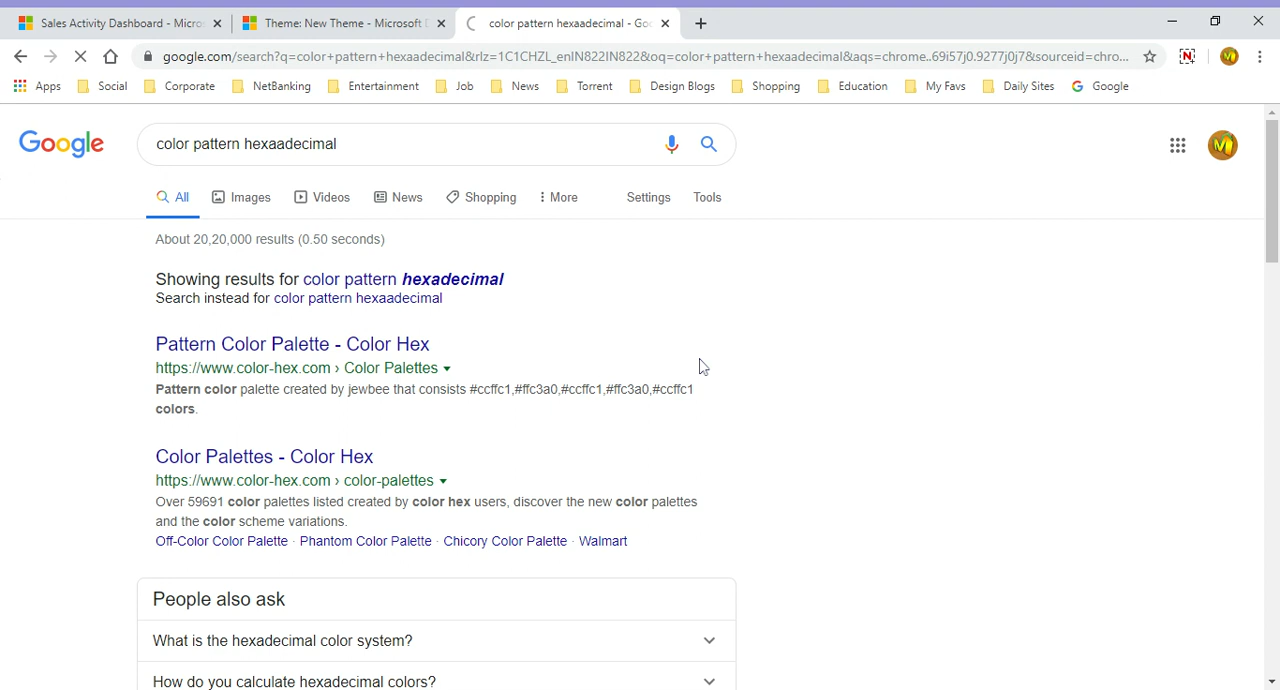 Sales Activity Dashboard - Micros
Theme: New Theme - Microsoft D
color pattern hexaadecimal - Goo
google.com/search?q=color+pattern+hexaadecimal&rlz=1C1CHZL_enIN822IN822&oq=color+pattern+hexaadecimal&aqs=chrome..69i57j0.9277j0j7&sourceid=chro...
Apps Social Corporate NetBanking Entertainment Job News Torrent Design Blogs Shopping Education My Favs Daily Sites Google
Google
color pattern hexaadecimal
All Images Videos News Shopping More Settings Tools
About 20,20,000 results (0.50 seconds)
Showing results for color pattern hexadecimal
Search instead for color pattern hexaadecimal
Pattern Color Palette - Color Hex
https://www.color-hex.com › Color Palettes
Pattern color palette created by jewbee that consists #ccffc1,#ffc3a0,#ccffc1,#ffc3a0,#ccffc1
colors.
Color Palettes - Color Hex
https://www.color-hex.com › color-palettes
Over 59691 color palettes listed created by color hex users, discover the new color palettes
and the color scheme variations.
Off-Color Color Palette · Phantom Color Palette · Chicory Color Palette · Walmart
People also ask
What is the hexadecimal color system?
How do you calculate hexadecimal colors?